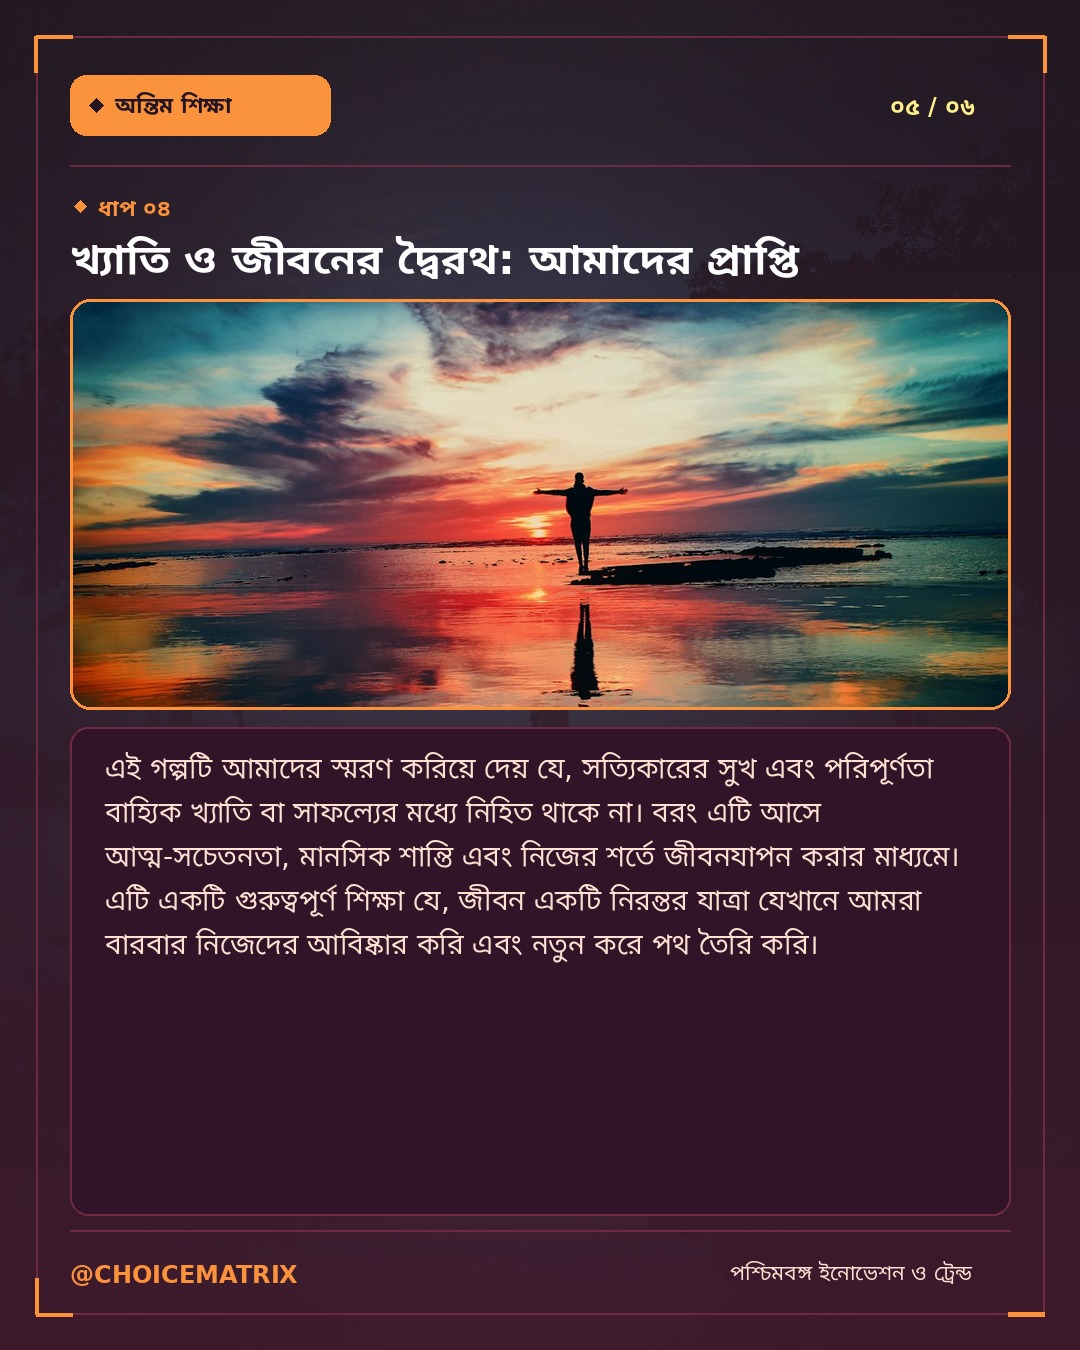 ◆ অন্তিম শিক্ষা
০৫ / ০৬
◆ ধাপ ০৪
খ্যাতি ও জীবনের দ্বৈরথ: আমাদের প্রাপ্তি
এই গল্পটি আমাদের স্মরণ করিয়ে দেয় যে, সত্যিকারের সুখ এবং পরিপূর্ণতা
বাহ্যিক খ্যাতি বা সাফল্যের মধ্যে নিহিত থাকে না। বরং এটি আসে
আত্ম-সচেতনতা, মানসিক শান্তি এবং নিজের শর্তে জীবনযাপন করার মাধ্যমে।
এটি একটি গুরুত্বপূর্ণ শিক্ষা যে, জীবন একটি নিরন্তর যাত্রা যেখানে আমরা
বারবার নিজেদের আবিষ্কার করি এবং নতুন করে পথ তৈরি করি।
@CHOICEMATRIX
পশ্চিমবঙ্গ ইনোভেশন ও ট্রেন্ড